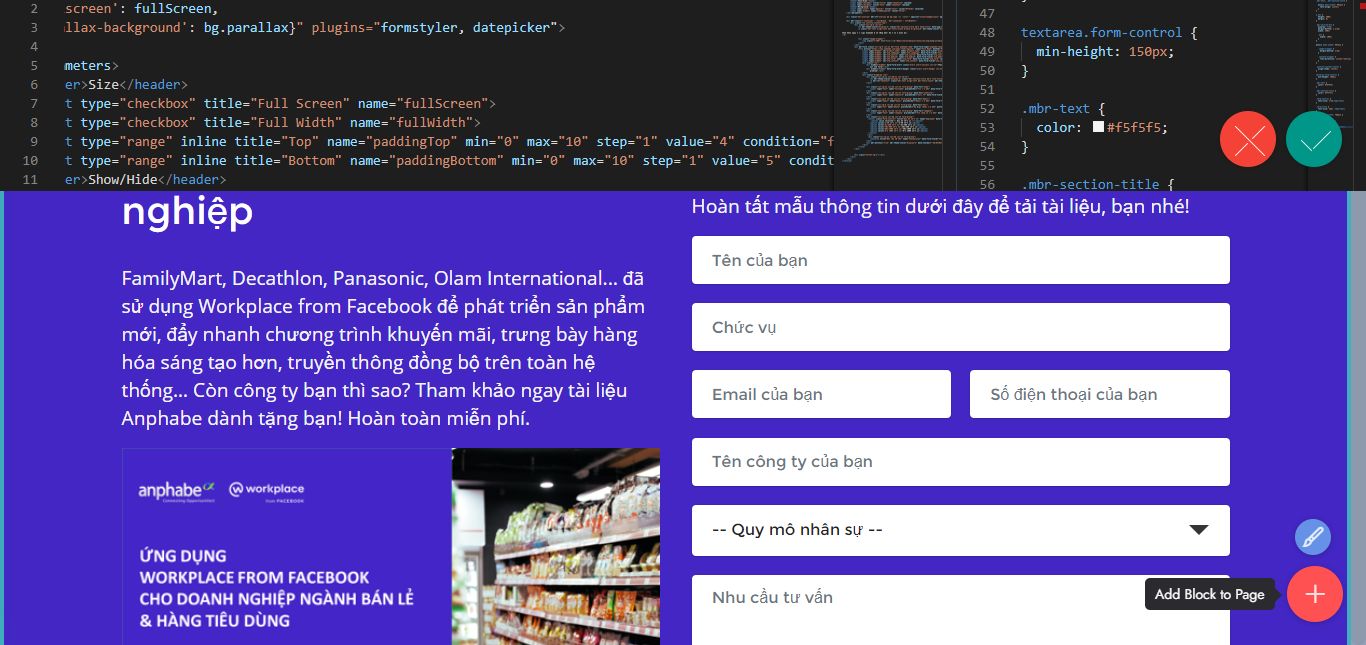 2 screen': fullScreen,
3 allax-background': bg.parallax}" plugins="formstyler, datepicker">
4
5 meters>
6 er>Size</header>
7 t type="checkbox" title="Full Screen" name="fullScreen">
8 t type="checkbox" title="Full Width" name="fullWidth">
9 t type="range" inline title="Top" name="paddingTop" min="0" max="10" step="1" value="4" condition="f
10 t type="range" inline title="Bottom" name="paddingBottom" min="0" max="10" step="1" value="5" condit
11 er>Show/Hide</header>
47
48 textarea.form-control {
49 min-height: 150px;
50 }
51
52 .mbr-text {
53 color: #f5f5f5;
54 }
55
56 .mbr-section-title {
nghiệp
FamilyMart, Decathlon, Panasonic, Olam International... đã
sử dụng Workplace from Facebook để phát triển sản phẩm
mới, đẩy nhanh chương trình khuyến mãi, trưng bày hàng
hóa sáng tạo hơn, truyền thông đồng bộ trên toàn hệ
thống... Còn công ty bạn thì sao? Tham khảo ngay tài liệu
Anphabe dành tặng bạn! Hoàn toàn miễn phí.
anphabe
Connecting Opportunities
workplace
from FACEBOOK
ỨNG DỤNG
WORKPLACE FROM FACEBOOK
CHO DOANH NGHIỆP NGÀNH BÁN LẺ
& HÀNG TIÊU DÙNG
Hoàn tất mẫu thông tin dưới đây để tải tài liệu, bạn nhé!
Tên của bạn
Chức vụ
Email của bạn
Số điện thoại của bạn
Tên công ty của bạn
-- Quy mô nhân sự --
Nhu cầu tư vấn
Add Block to Page